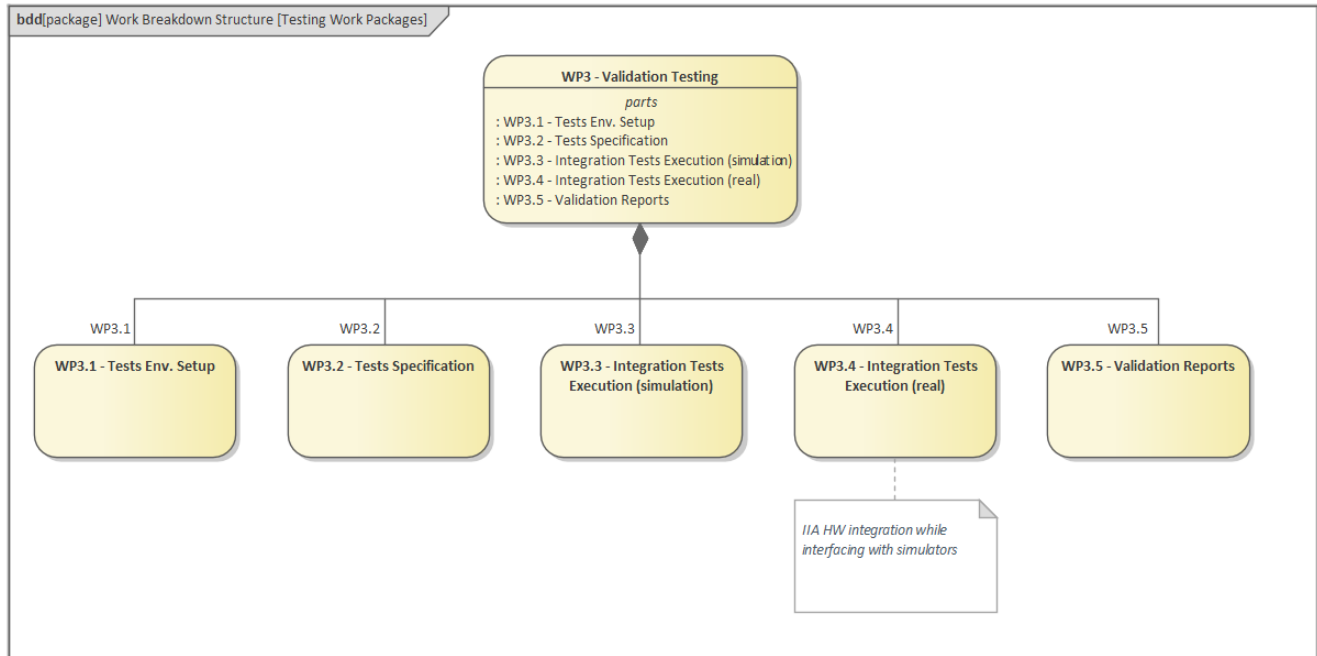 bdd[package] Work Breakdown Structure [Testing Work Packages]
WP3 - Validation Testing
parts
: WP3.1 - Tests Env. Setup
: WP3.2 - Tests Specification
: WP3.3 - Integration Tests Execution (simulation)
: WP3.4 - Integration Tests Execution (real)
: WP3.5 - Validation Reports
WP3.1
WP3.2
WP3.3
WP3.4
WP3.5
WP3.1 - Tests Env. Setup
WP3.2 - Tests Specification
WP3.3 - Integration Tests
Execution (simulation)
WP3.4 - Integration Tests
Execution (real)
WP3.5 - Validation Reports
IIA HW integration while
interfacing with simulators